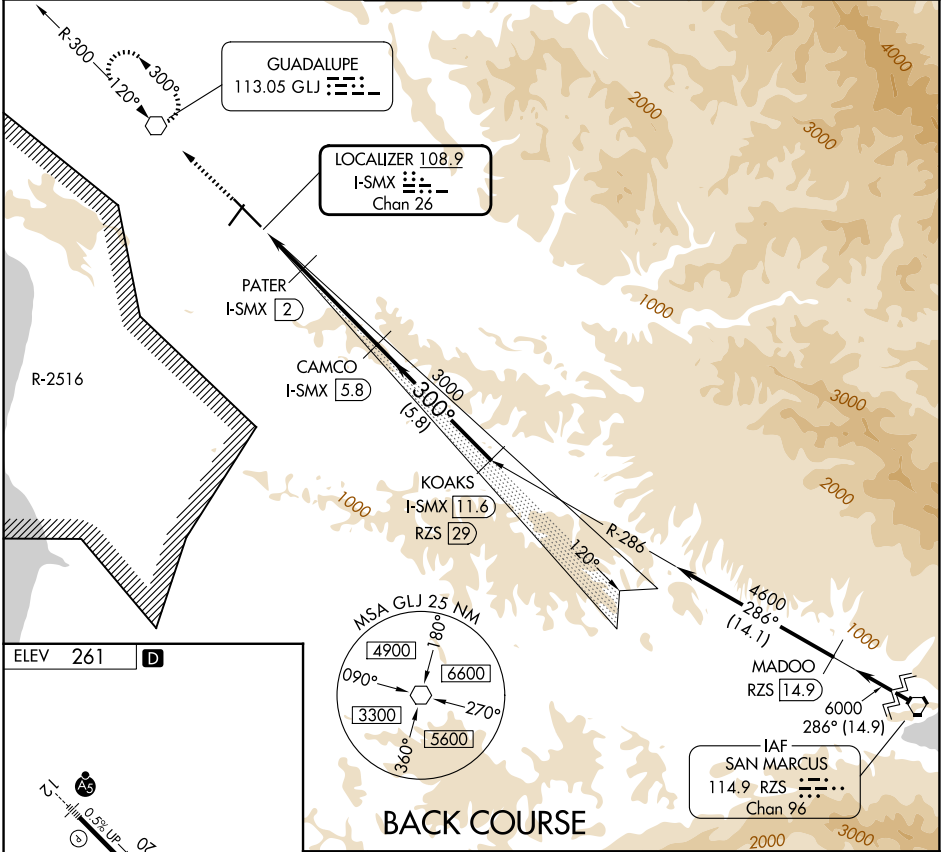 R-300
300°
120°
GUADALUPE
113.05 GLJ
LOCALIZER 108.9
I-SMX
Chan 26
4000
2000
3000
1000
PATER
I-SMX 2
R-2516
CAMCO
I-SMX 5.8
3000
300°
(5.8)
3000
2000
KOAKS
I-SMX 11.6
RZS 29
1000
R-286
120°
4600
286°
(14.1)
1000
MADOO
RZS 14.9
6000
286° (14.9)
MSA GLJ 25 NM
180°
4900
6600
090°
270°
3300
5600
360°
IAF
SAN MARCUS
114.9 RZS
Chan 96
BACK COURSE
2000
3000
ELEV 261 D
A5
12
0.5% UP
P
20